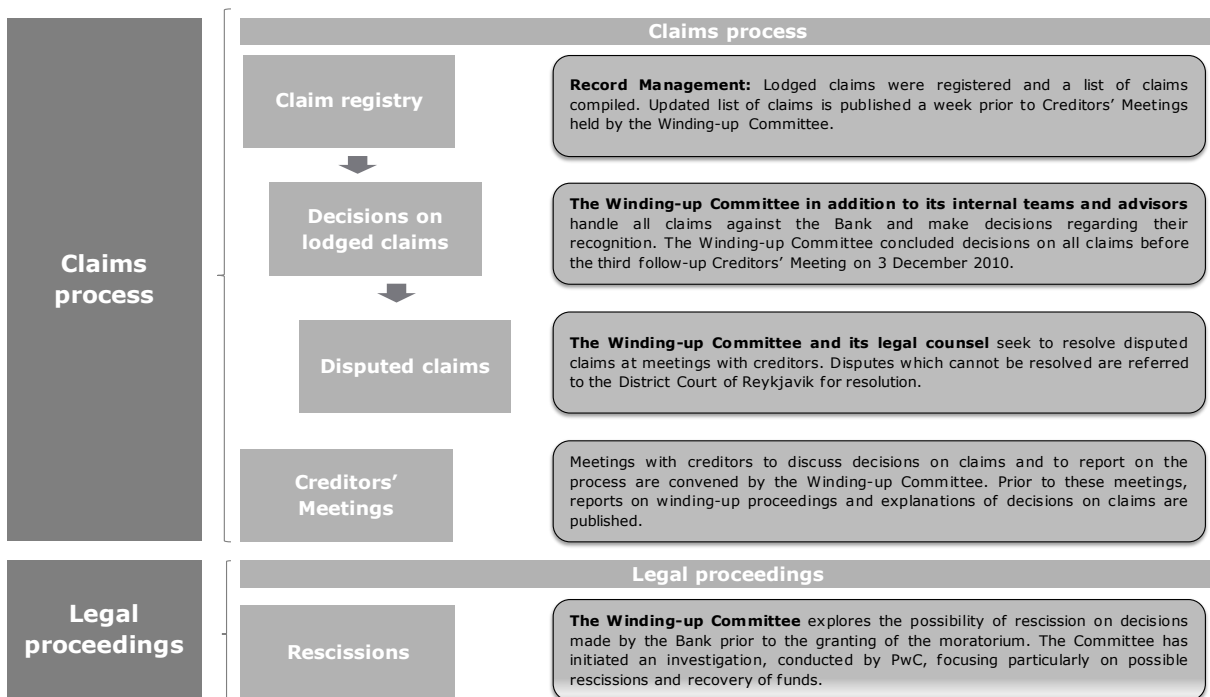 Claims process
Claims
process
Claim registry
Record Management: Lodged claims were registered and a list of claims
compiled. Updated list of claims is published a week prior to Creditors' Meetings
held by the Winding-up Committee.
Decisions on
lodged claims
The Winding-up Committee in addition to its internal teams and advisors
handle all claims against the Bank and make decisions regarding their
recognition. The Winding-up Committee concluded decisions on all claims before
the third follow-up Creditors' Meeting on 3 December 2010.
Disputed claims
The Winding-up Committee and its legal counsel seek to resolve disputed
claims at meetings with creditors. Disputes which cannot be resolved are referred
to the District Court of Reykjavik for resolution.
Creditors'
Meetings
Meetings with creditors to discuss decisions on claims and to report on the
process are convened by the Winding-up Committee. Prior to these meetings,
reports on winding-up proceedings and explanations of decisions on claims are
published.
Legal proceedings
Legal
proceedings
Rescissions
The Winding-up Committee explores the possibility of rescission on decisions
made by the Bank prior to the granting of the moratorium. The Committee has
initiated an investigation, conducted by PwC, focusing particularly on possible
rescissions and recovery of funds.